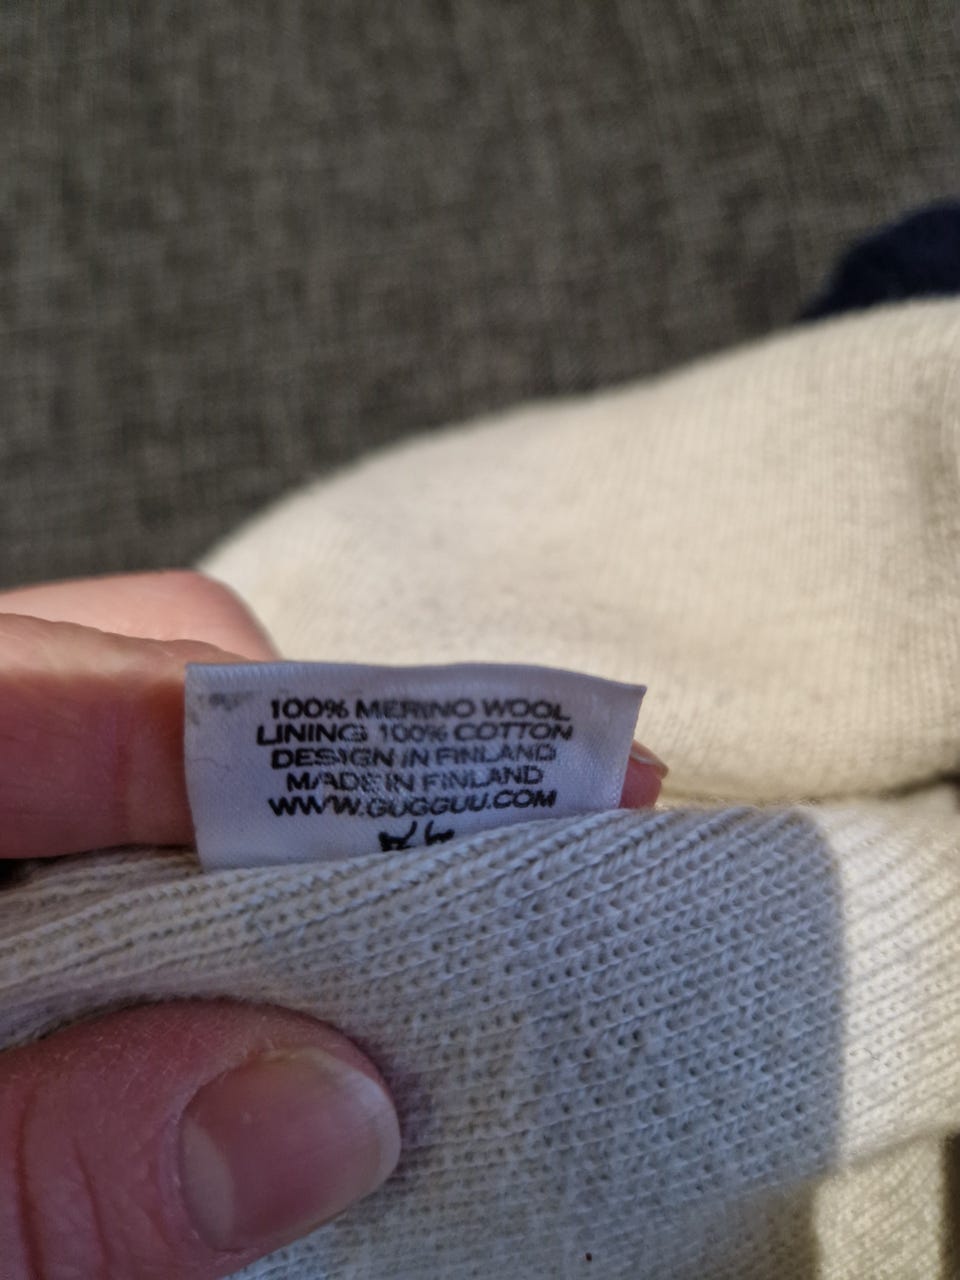 100% MERINO WOOL
LINING 100% COTTON
DESIGN IN FINLAND
MADE IN FINLAND
WWW.GUGGUU.COM